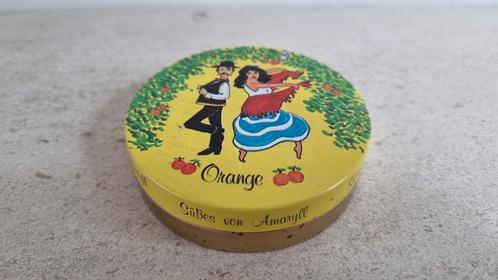 Orange
Süßes von Amaryll